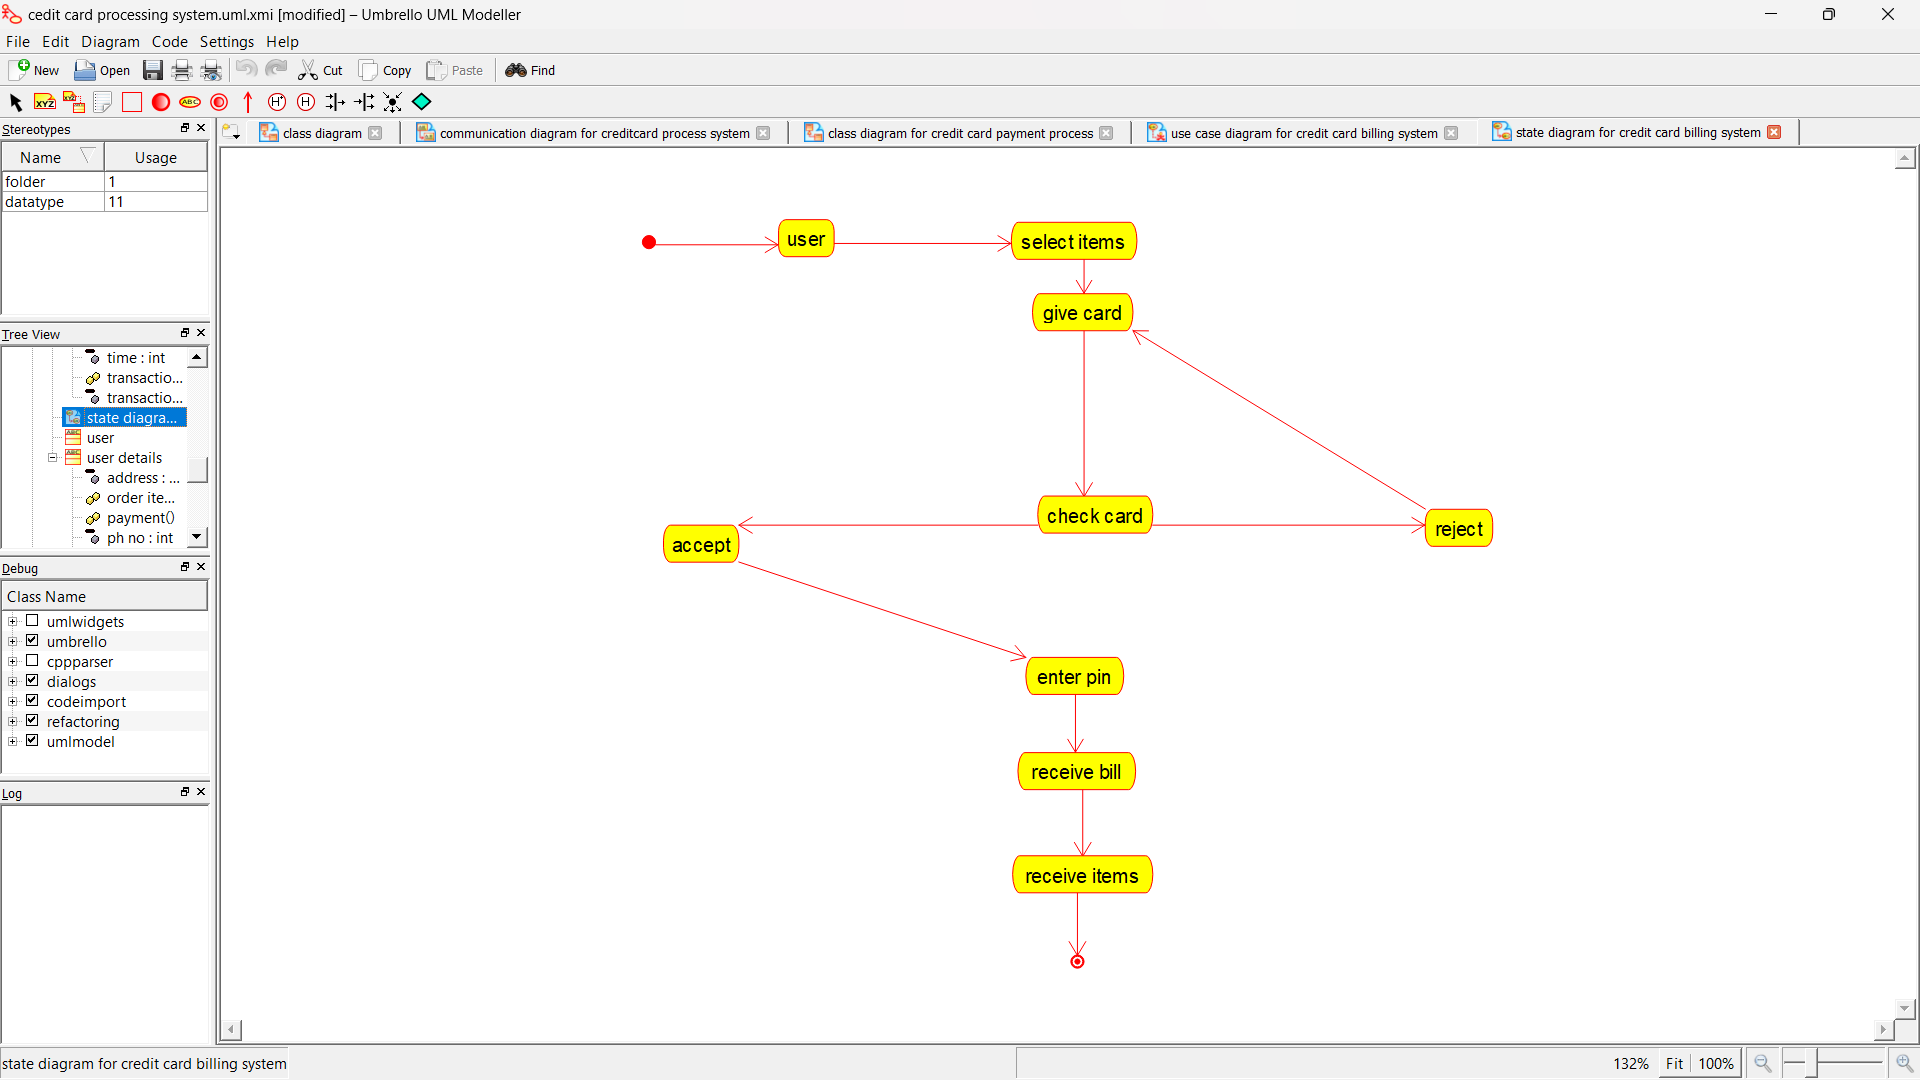 cedit card processing system.uml.xmi [modified] – Umbrello UML Modeller
File Edit Diagram Code Settings Help
New Open Cut Copy Paste Find
XYZ XYZ ABC H* H
Stereotypes
Name Usage
folder 1
datatype 11
Tree View
time : int
transactio...
transactio...
state diagra...
user
user details
address : ...
order ite...
payment()
ph no : int
Debug
Class Name
umlwidgets
umbrello
cppparser
dialogs
codeimport
refactoring
umlmodel
Log
class diagram
communication diagram for creditcard process system
class diagram for credit card payment process
use case diagram for credit card billing system
state diagram for credit card billing system
user
select items
give card
check card
accept
reject
enter pin
receive bill
receive items
state diagram for credit card billing system
132% Fit 100%